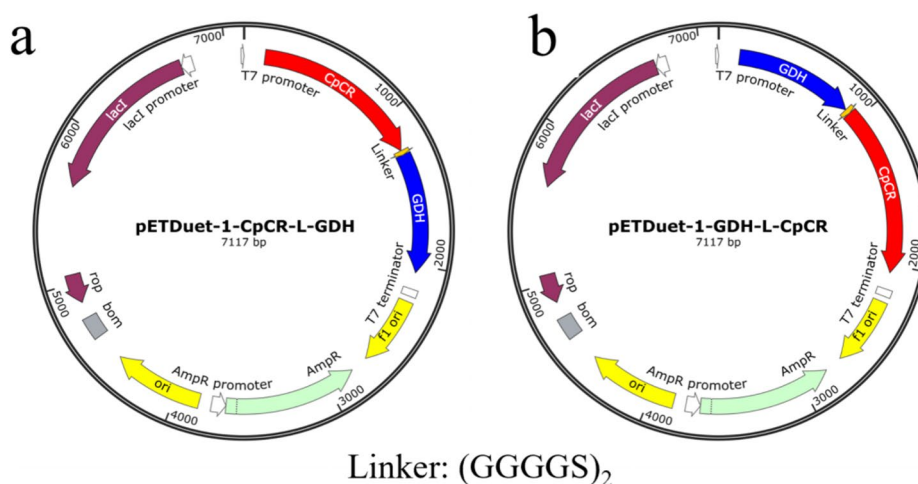 a
7000
T7 promoter
CpCR
1000
Linker
GDH
2000
T7 terminator
f1 ori
AmpR
3000
AmpR promoter
ori
4000
bom
rop
5000
lacI
lacI promoter
6000
pETDuet-1-CpCR-L-GDH
7117 bp
b
7000
T7 promoter
GDH
1000
Linker
CpCR
2000
T7 terminator
f1 ori
AmpR
3000
AmpR promoter
ori
4000
bom
rop
5000
lacI
lacI promoter
6000
pETDuet-1-GDH-L-CpCR
7117 bp
Linker: (GGGGS)₂